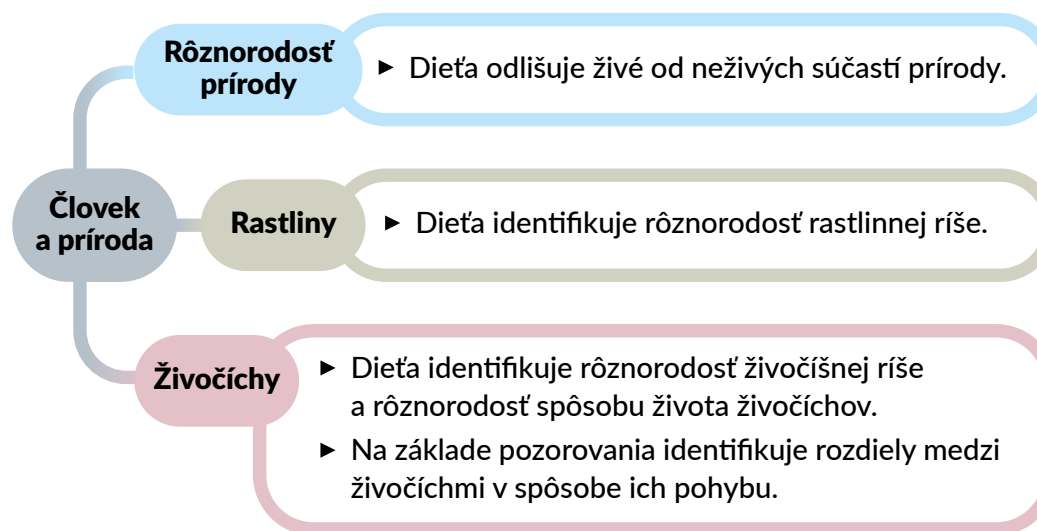 Rôznorodosť
prírody
► Dieťa odlišuje živé od neživých súčastí prírody.
Človek
a príroda
Rastliny
► Dieťa identifikuje rôznorodosť rastlinnej ríše.
Živočíchy
► Dieťa identifikuje rôznorodosť živočíšnej ríše
a rôznorodosť spôsobu života živočíchov.
► Na základe pozorovania identifikuje rozdiely medzi
živočíchmi v spôsobe ich pohybu.